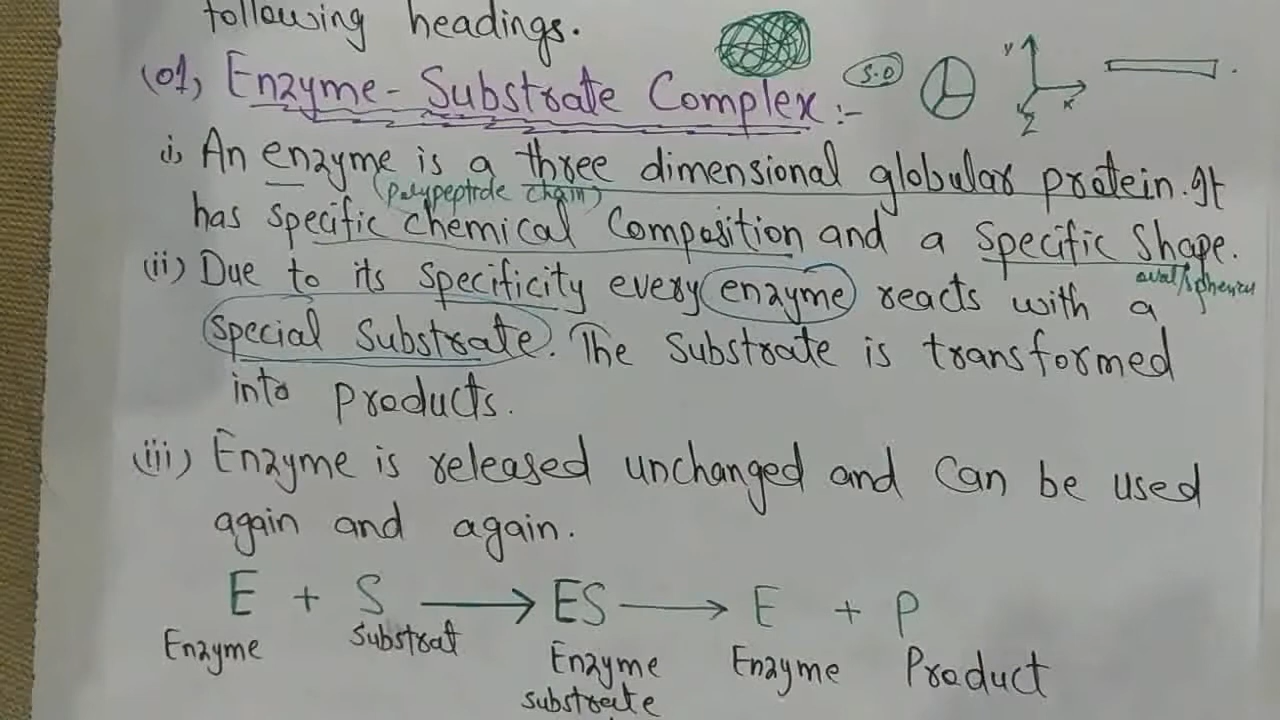 following headings.
(01) Enzyme - Substrate Complex :-
3.D
Y
X
Z
i) An enzyme is a three dimensional globular protein. It
(polypeptide chain)
has specific chemical Composition and a Specific Shape.
(ii) Due to its specificity every enzyme reacts with a
special Substrate. The Substrate is transformed
into products.
(iii) Enzyme is released unchanged and Can be used
again and again.
E + S → ES → E + P
Enzyme Substrat Enzyme Enzyme Product
substrate